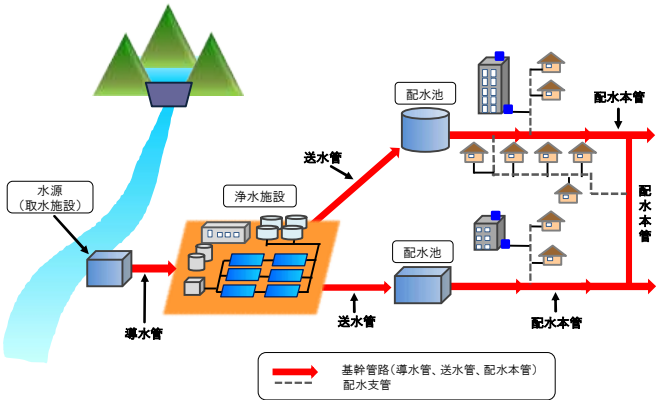 配水池
配水本管
送水管
水源
（取水施設）
浄水施設
配水本管
配水池
導水管
送水管
配水本管
基幹管路（導水管、送水管、配水本管）
配水支管